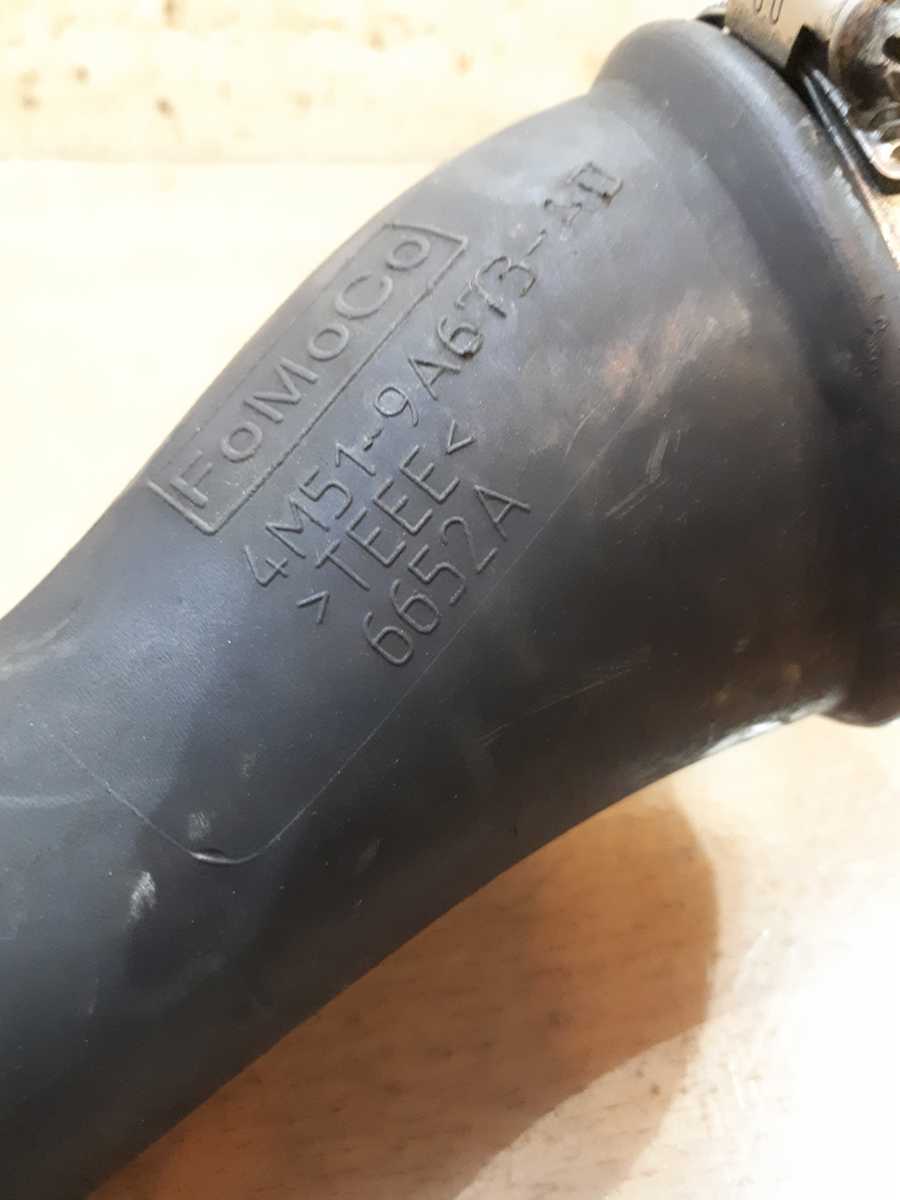 FoMoCo
4M51-9A673-AD
>TEEE<
6652A